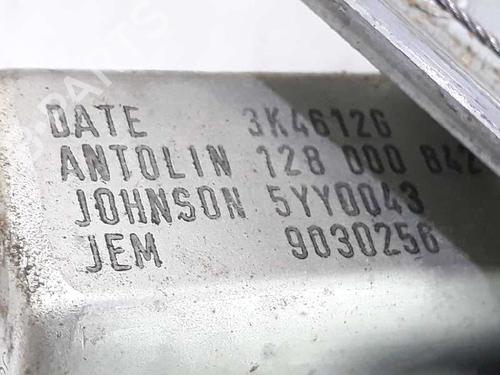 DATE 3K46126
ANTOLIN 128 000 842
JOHNSON 5YY0043
JEM 9030256